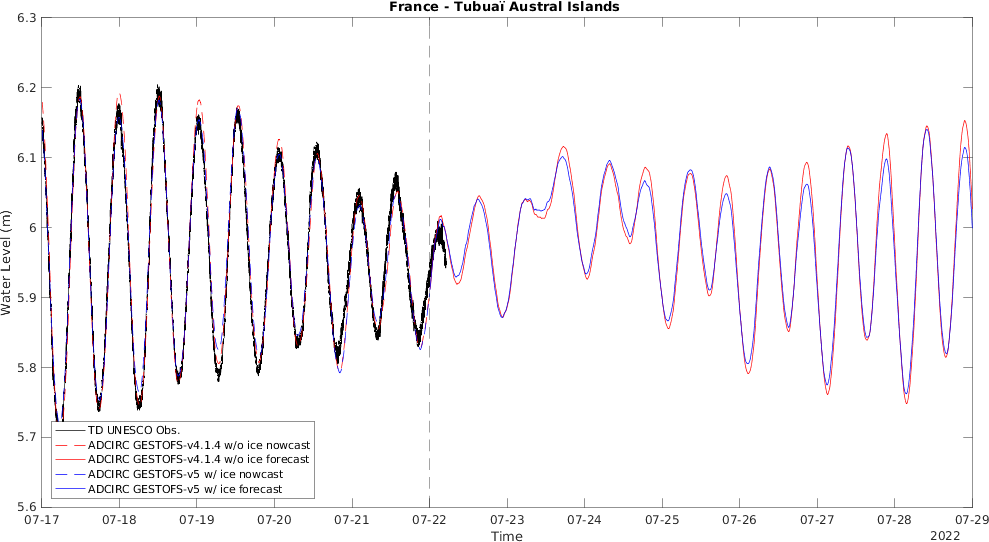 France - Tubuaï Austral Islands
6.3
6.2
6.1
6
5.9
5.8
5.7
5.6
Water Level (m)
TD UNESCO Obs.
ADCIRC GESTOFS-v4.1.4 w/o ice nowcast
ADCIRC GESTOFS-v4.1.4 w/o ice forecast
ADCIRC GESTOFS-v5 w/ ice nowcast
ADCIRC GESTOFS-v5 w/ ice forecast
07-17 07-18 07-19 07-20 07-21 07-22 07-23 07-24 07-25 07-26 07-27 07-28 07-29
Time
2022